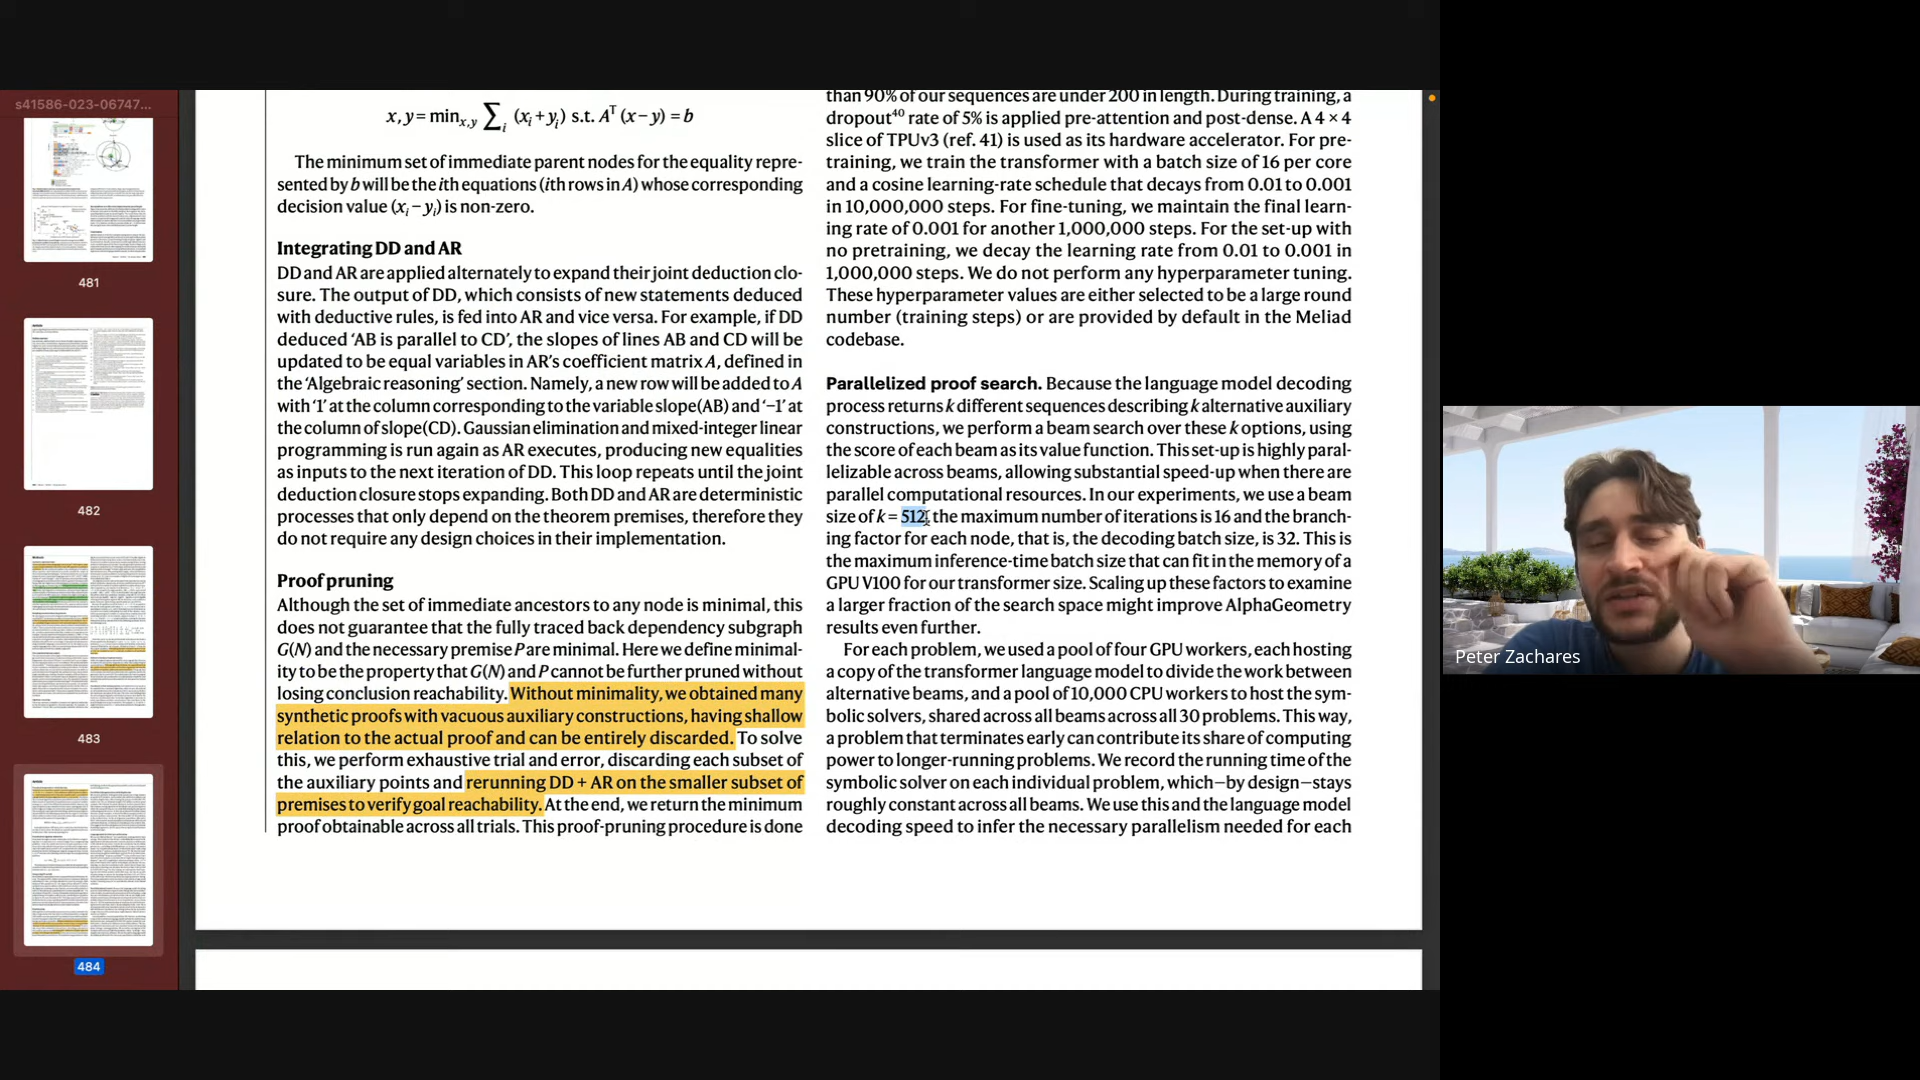 s41586-023-06747...
481
482
483
484
x, y = min x,y ∑ i (xi + yi) s.t. A^T (x − y) = b
The minimum set of immediate parent nodes for the equality repre-
sented by b will be the ith equations (ith rows in A) whose corresponding
decision value (xi − yi) is non-zero.
Integrating DD and AR
DD and AR are applied alternately to expand their joint deduction clo-
sure. The output of DD, which consists of new statements deduced
with deductive rules, is fed into AR and vice versa. For example, if DD
deduced ‘AB is parallel to CD’, the slopes of lines AB and CD will be
updated to be equal variables in AR’s coefficient matrix A, defined in
the ‘Algebraic reasoning’ section. Namely, a new row will be added to A
with ‘1’ at the column corresponding to the variable slope(AB) and ‘−1’ at
the column of slope(CD). Gaussian elimination and mixed-integer linear
programming is run again as AR executes, producing new equalities
as inputs to the next iteration of DD. This loop repeats until the joint
deduction closure stops expanding. Both DD and AR are deterministic
processes that only depend on the theorem premises, therefore they
do not require any design choices in their implementation.
Proof pruning
Although the set of immediate ancestors to any node is minimal, this
does not guarantee that the fully traced back dependency subgraph
G(N) and the necessary premise P are minimal. Here we define minimal-
ity to be the property that G(N) and P cannot be further pruned without
losing conclusion reachability. Without minimality, we obtained many
synthetic proofs with vacuous auxiliary constructions, having shallow
relation to the actual proof and can be entirely discarded. To solve
this, we perform exhaustive trial and error, discarding each subset of
the auxiliary points and rerunning DD + AR on the smaller subset of
premises to verify goal reachability. At the end, we return the minimum
proof obtainable across all trials. This proof-pruning procedure is done
than 90% of our sequences are under 200 in length. During training, a
dropout40 rate of 5% is applied pre-attention and post-dense. A 4 × 4
slice of TPUv3 (ref. 41) is used as its hardware accelerator. For pre-
training, we train the transformer with a batch size of 16 per core
and a cosine learning-rate schedule that decays from 0.01 to 0.001
in 10,000,000 steps. For fine-tuning, we maintain the final learn-
ing rate of 0.001 for another 1,000,000 steps. For the set-up with
no pretraining, we decay the learning rate from 0.01 to 0.001 in
1,000,000 steps. We do not perform any hyperparameter tuning.
These hyperparameter values are either selected to be a large round
number (training steps) or are provided by default in the Meliad
codebase.
Parallelized proof search. Because the language model decoding
process returns k different sequences describing k alternative auxiliary
constructions, we perform a beam search over these k options, using
the score of each beam as its value function. This set-up is highly paral-
lelizable across beams, allowing substantial speed-up when there are
parallel computational resources. In our experiments, we use a beam
size of k = 512, the maximum number of iterations is 16 and the branch-
ing factor for each node, that is, the decoding batch size, is 32. This is
the maximum inference-time batch size that can fit in the memory of a
GPU V100 for our transformer size. Scaling up these factors to examine
a larger fraction of the search space might improve AlphaGeometry
results even further.
For each problem, we used a pool of four GPU workers, each hosting
a copy of the transformer language model to divide the work between
alternative beams, and a pool of 10,000 CPU workers to host the sym-
bolic solvers, shared across all beams across all 30 problems. This way,
a problem that terminates early can contribute its share of computing
power to longer-running problems. We record the running time of the
symbolic solver on each individual problem, which—by design—stays
roughly constant across all beams. We use this and the language model
decoding speed to infer the necessary parallelism needed for each
Peter Zachares